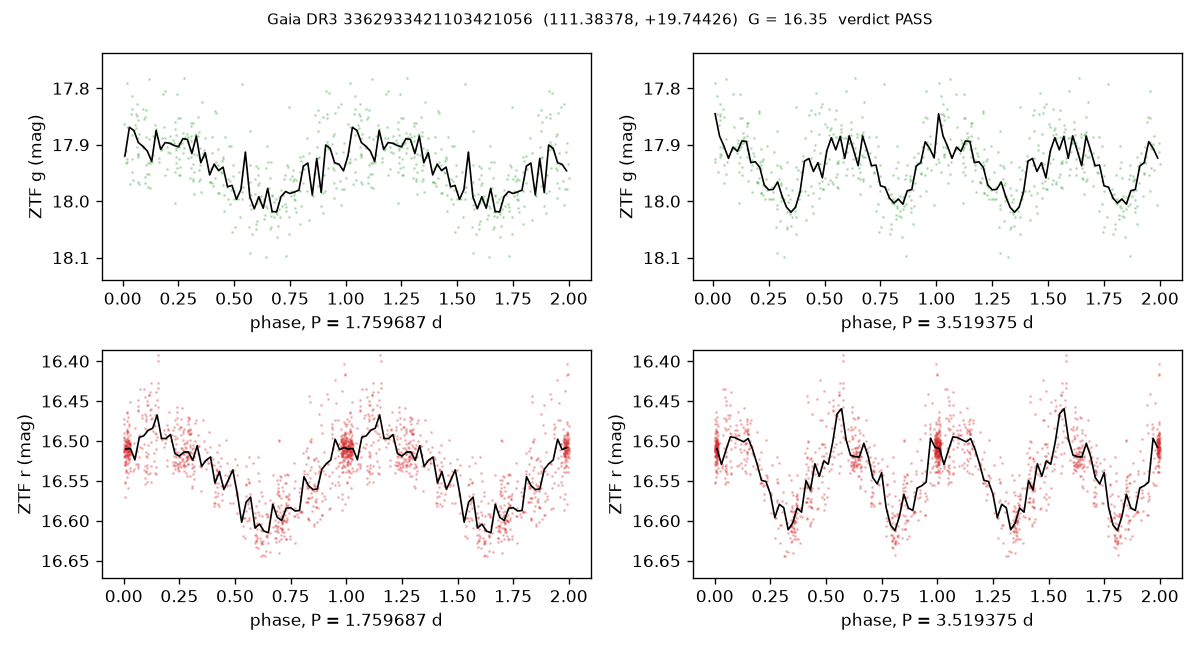 Gaia DR3 3362933421103421056  (111.38378, +19.74426)  G = 16.35  verdict PASS
ZTF g (mag)
17.8
17.9
18.0
18.1
0.00 0.25 0.50 0.75 1.00 1.25 1.50 1.75 2.00
phase, P = 1.759687 d
ZTF g (mag)
17.8
17.9
18.0
18.1
0.00 0.25 0.50 0.75 1.00 1.25 1.50 1.75 2.00
phase, P = 3.519375 d
ZTF r (mag)
16.40
16.45
16.50
16.55
16.60
16.65
0.00 0.25 0.50 0.75 1.00 1.25 1.50 1.75 2.00
phase, P = 1.759687 d
ZTF r (mag)
16.40
16.45
16.50
16.55
16.60
16.65
0.00 0.25 0.50 0.75 1.00 1.25 1.50 1.75 2.00
phase, P = 3.519375 d